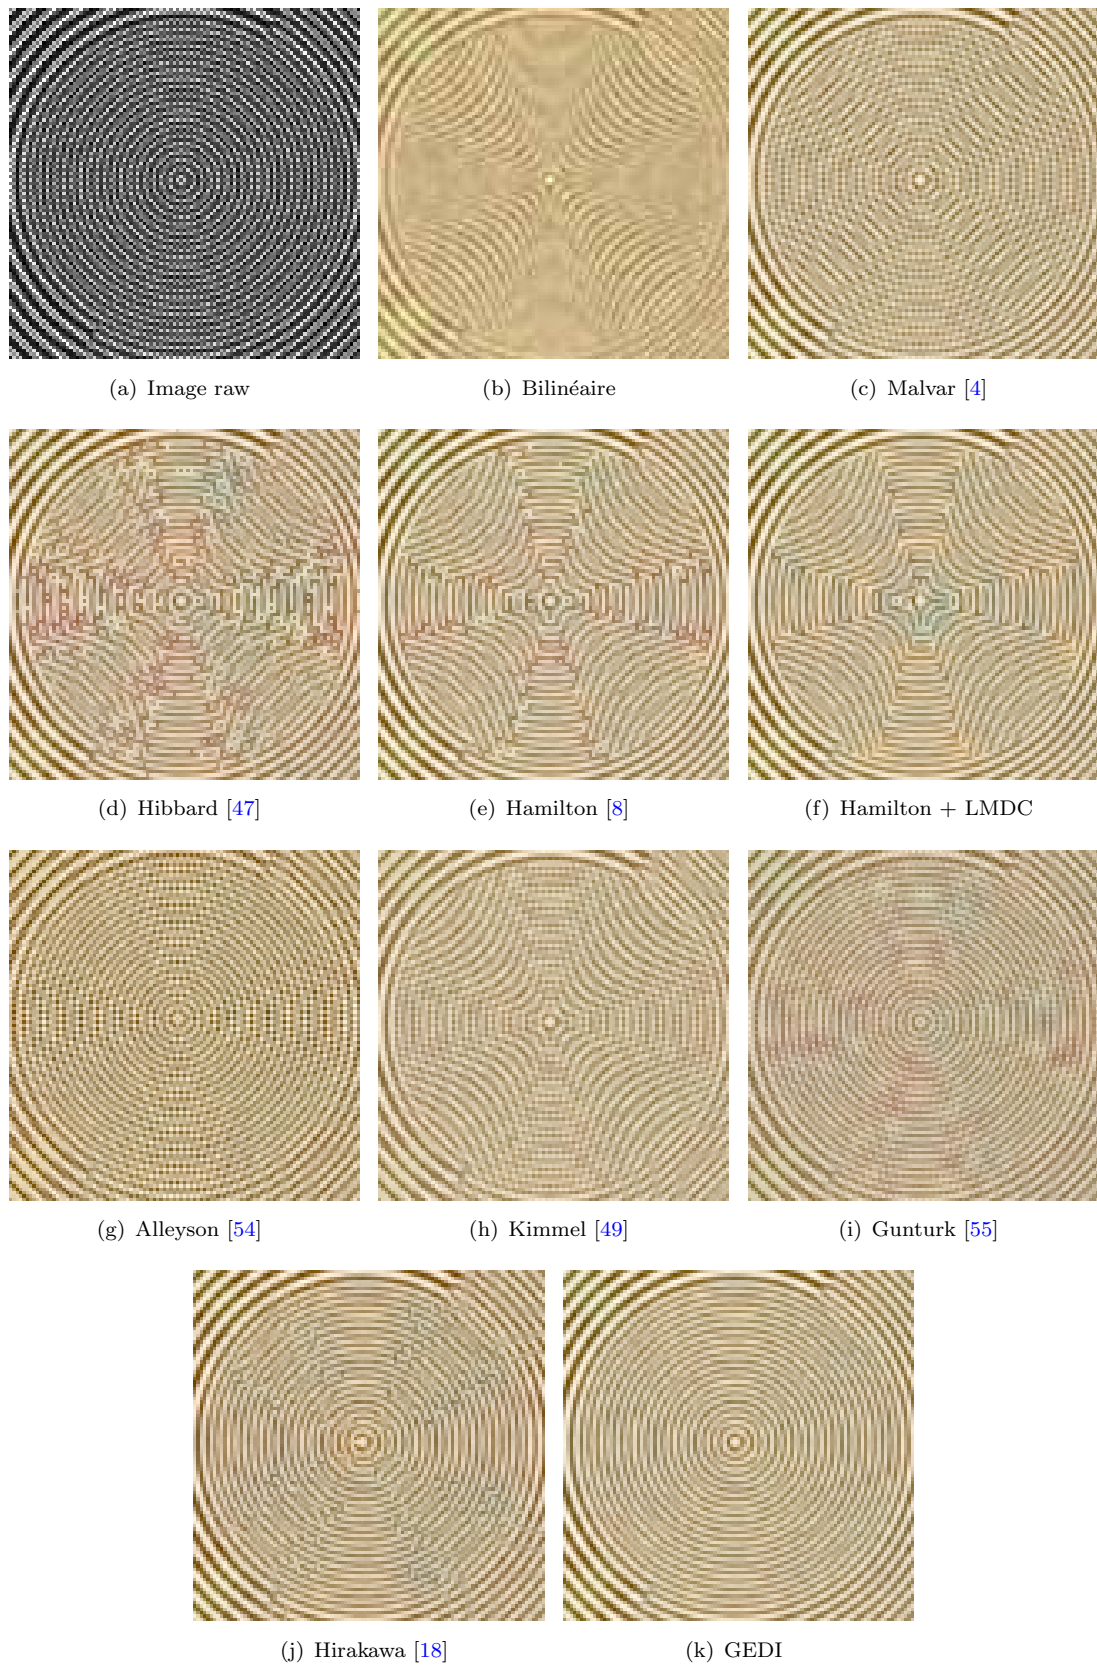 (a) Image raw
(b) Bilinéaire
(c) Malvar [4]
(d) Hibbard [47]
(e) Hamilton [8]
(f) Hamilton + LMDC
(g) Alleyson [54]
(h) Kimmel [49]
(i) Gunturk [55]
(j) Hirakawa [18]
(k) GEDI